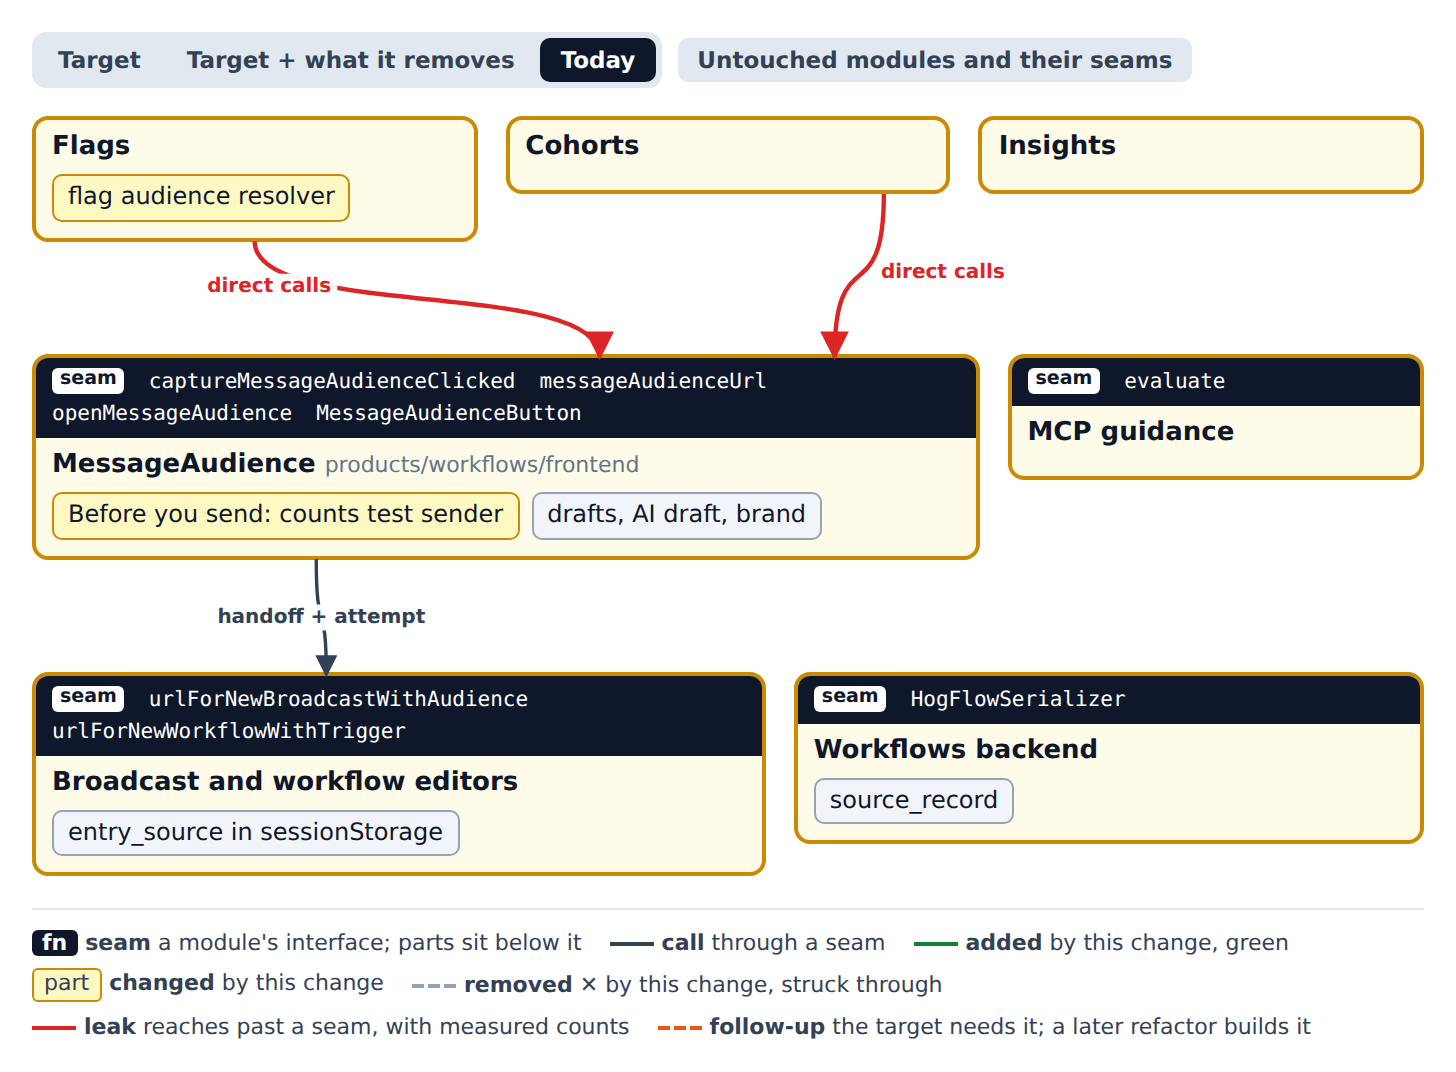 Target
Target + what it removes
Today
Untouched modules and their seams
Flags
flag audience resolver
Cohorts
Insights
direct calls
direct calls
seam captureMessageAudienceClicked messageAudienceUrl
openMessageAudience MessageAudienceButton
MessageAudience products/workflows/frontend
Before you send: counts test sender
drafts, AI draft, brand
seam evaluate
MCP guidance
handoff + attempt
seam urlForNewBroadcastWithAudience
urlForNewWorkflowWithTrigger
Broadcast and workflow editors
entry_source in sessionStorage
seam HogFlowSerializer
Workflows backend
source_record
fn seam a module's interface; parts sit below it
call through a seam
added by this change, green
part changed by this change
removed ✕ by this change, struck through
leak reaches past a seam, with measured counts
follow-up the target needs it; a later refactor builds it